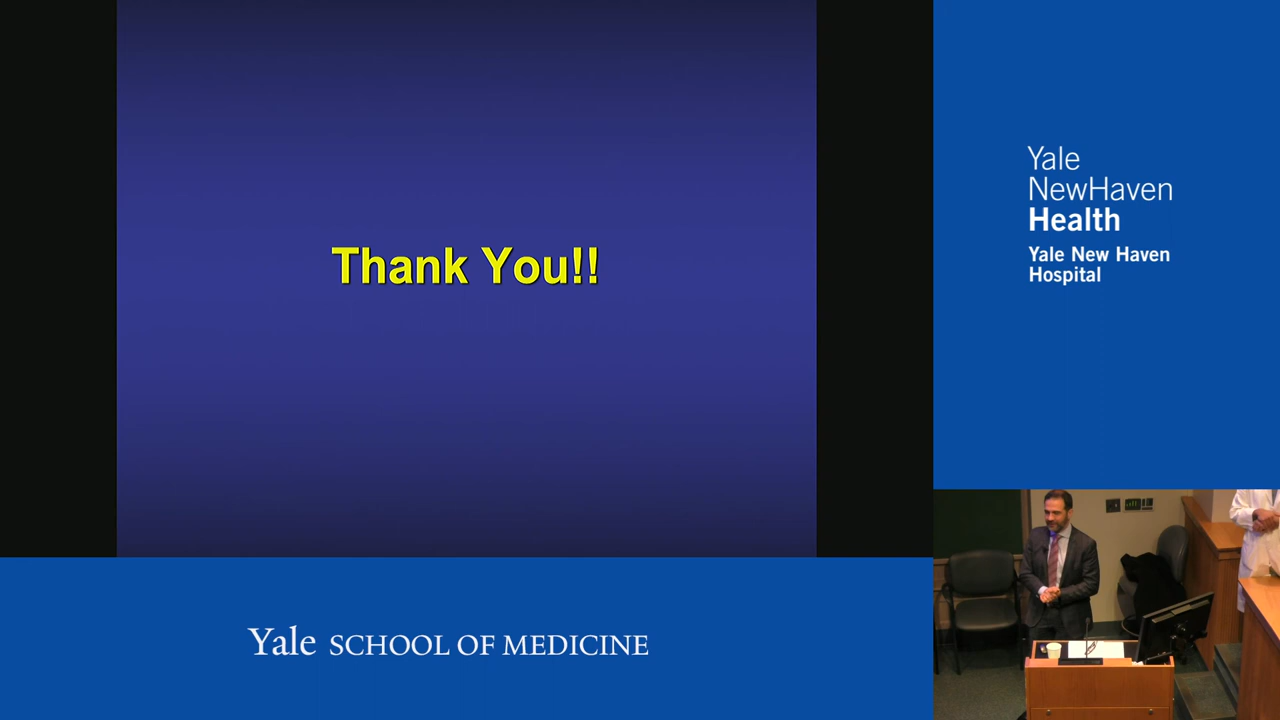 Thank You!!
Yale
NewHaven
Health
Yale New Haven
Hospital
Yale SCHOOL OF MEDICINE